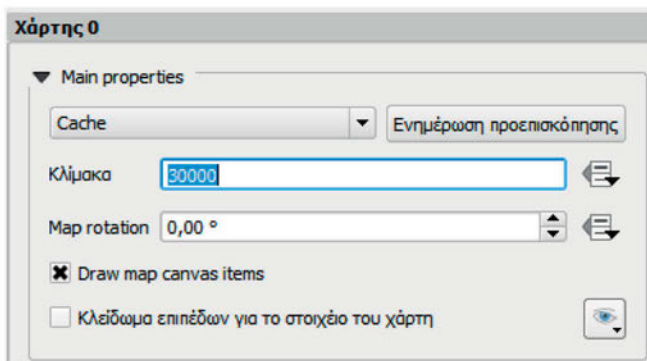 Χάρτης 0
Main properties
Cache Ενημέρωση προεπισκόπησης
Κλίμακα 30000
Map rotation 0,00 °
Draw map canvas items
Κλείδωμα επιπέδων για το στοιχέιο του χάρτη